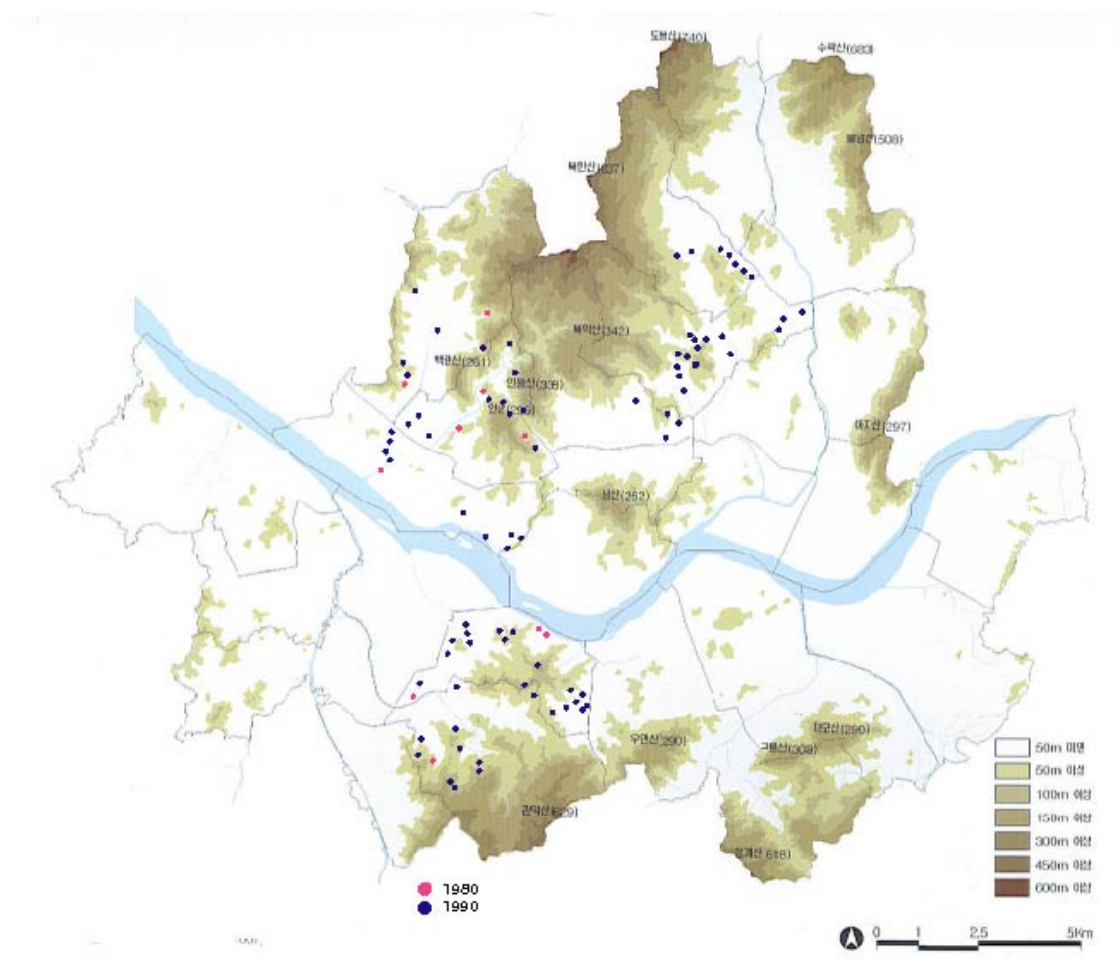 도봉산(740)
수락산(683)
불암산(508)
북한산(837)
북악산(342)
백련산(261)
인왕산(338)
안산(296)
아차산(297)
남산(262)
우면산(290)
대모산(290)
구룡산(308)
관악산(629)
청계산(618)
50m 미만
50m 이상
100m 이상
150m 이상
300m 이상
450m 이상
600m 이상
1980
1990
0 1 2.5 5Km